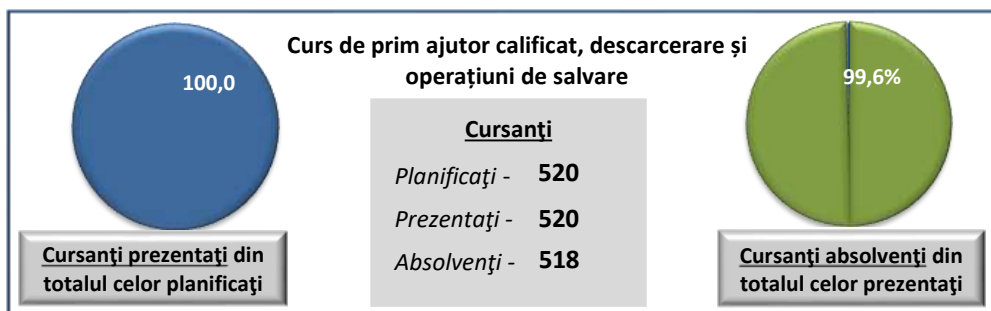 Curs de prim ajutor calificat, descarcerare și
operațiuni de salvare
100,0
99,6%
Cursanţi
Planificaţi - 520
Prezentaţi - 520
Absolvenţi - 518
Cursanţi prezentaţi din
totalul celor planificaţi
Cursanţi absolvenţi din
totalul celor prezentaţi